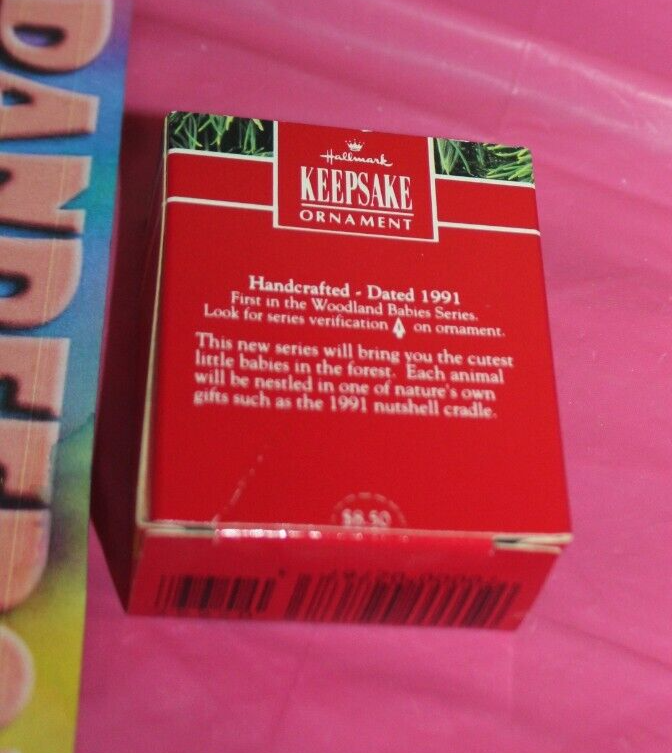 Hallmark
KEEPSAKE
ORNAMENT
Handcrafted - Dated 1991
First in the Woodland Babies Series.
Look for series verification on ornament.
This new series will bring you the cutest
little babies in the forest. Each animal
will be nestled in one of nature's own
gifts such as the 1991 nutshell cradle.
$8.50